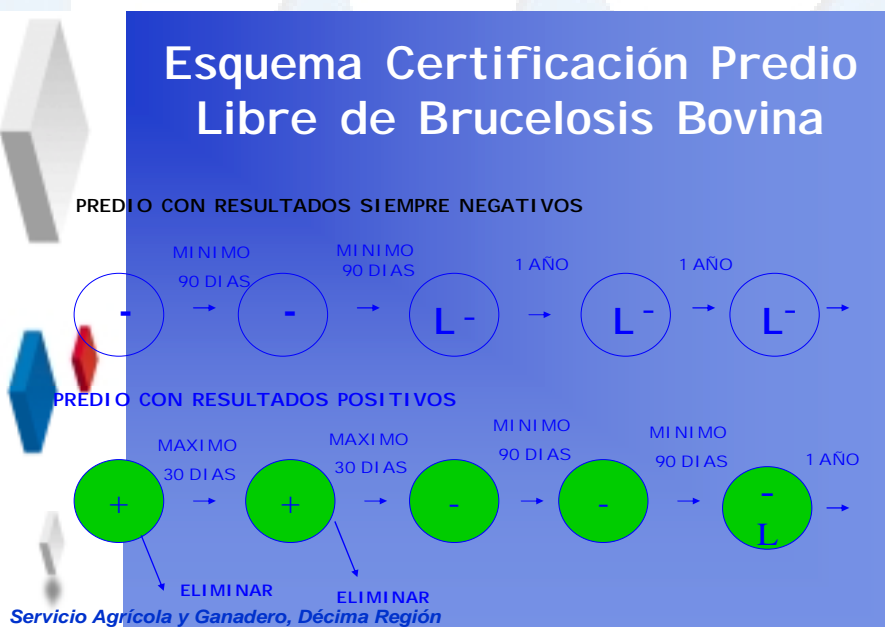 Esquema Certificación Predio
Libre de Brucelosis Bovina
PREDIO CON RESULTADOS SIEMPRE NEGATIVOS
MINIMO
90 DIAS
MINIMO
90 DIAS
1 AÑO
1 AÑO
-
-
L -
L -
L -
PREDIO CON RESULTADOS POSITIVOS
MAXIMO
30 DIAS
MAXIMO
30 DIAS
MINIMO
90 DIAS
MINIMO
90 DIAS
1 AÑO
+
+
-
-
-
L
ELIMINAR
ELIMINAR
Servicio Agrícola y Ganadero, Décima Región